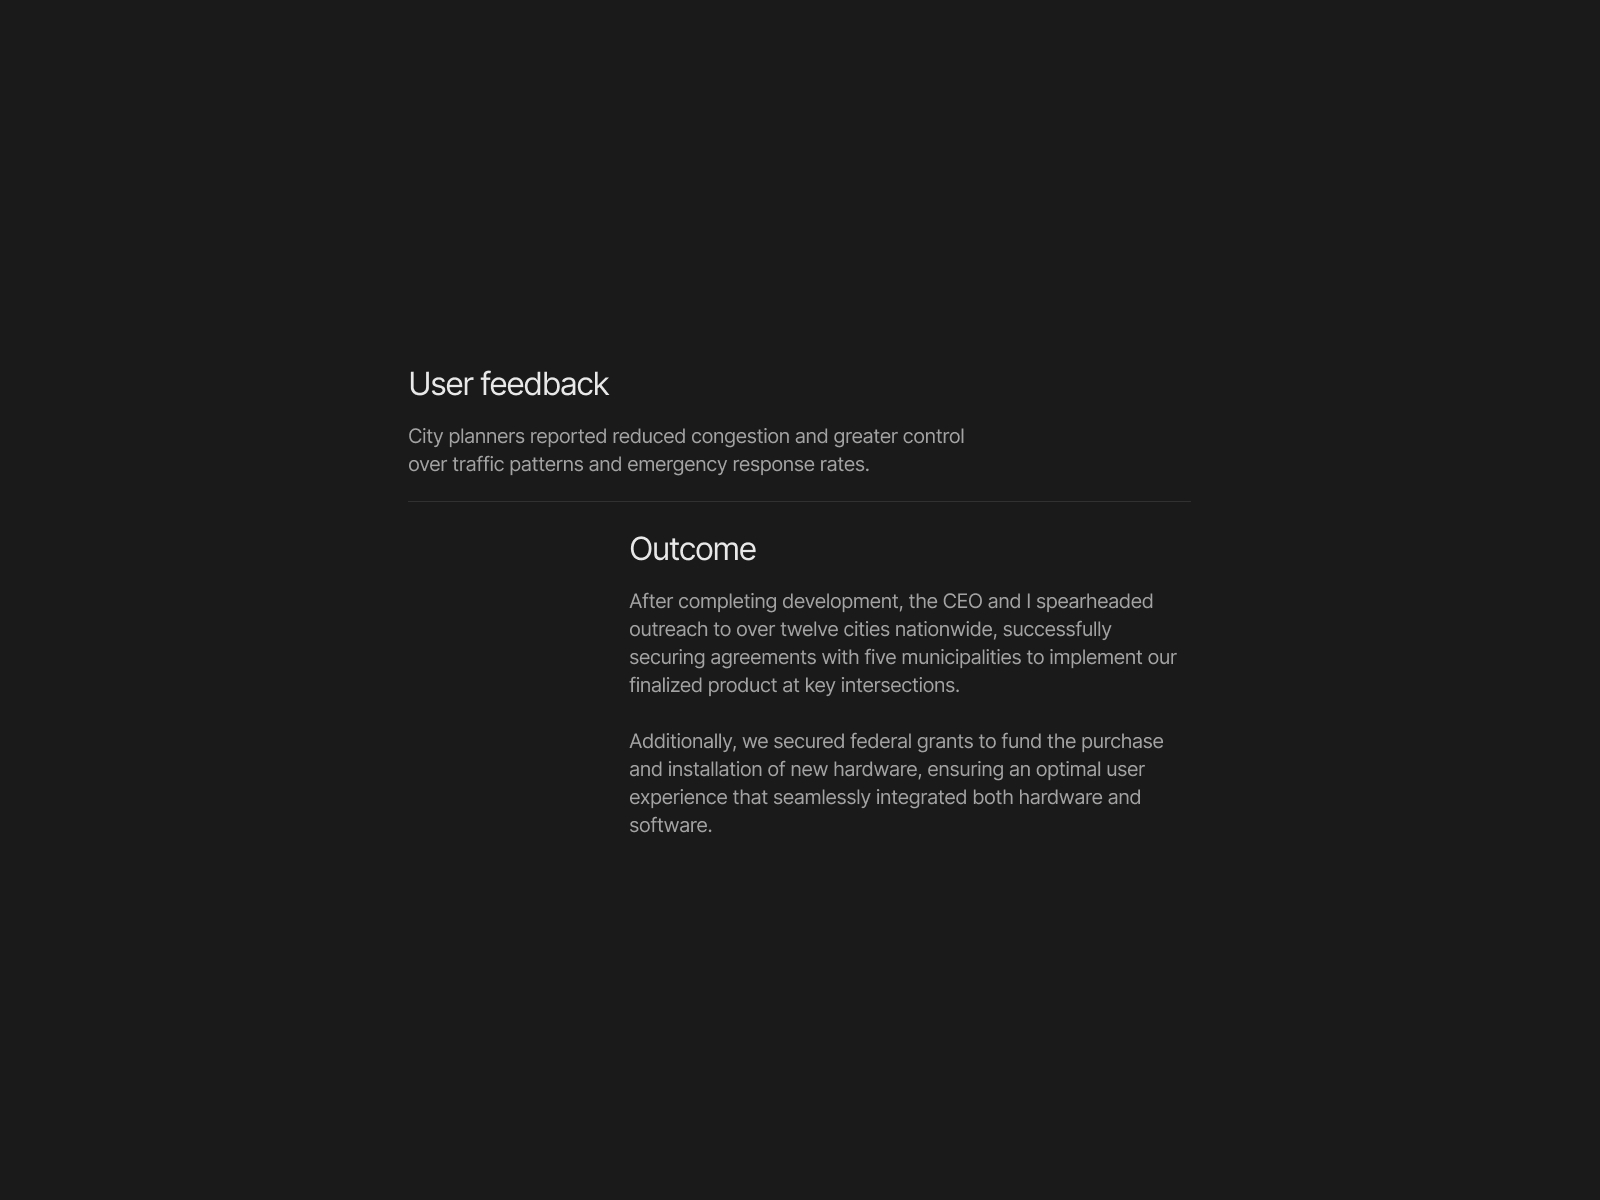 User feedback
City planners reported reduced congestion and greater control
over traffic patterns and emergency response rates.
Outcome
After completing development, the CEO and I spearheaded
outreach to over twelve cities nationwide, successfully
securing agreements with five municipalities to implement our
finalized product at key intersections.
Additionally, we secured federal grants to fund the purchase
and installation of new hardware, ensuring an optimal user
experience that seamlessly integrated both hardware and
software.